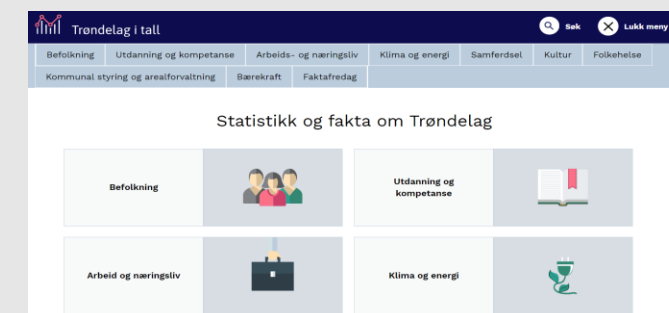 Trøndelag i tall
Søk
Lukk meny
Befolkning Utdanning og kompetanse Arbeids- og næringsliv Klima og energi Samferdsel Kultur Folkehelse
Kommunal styring og arealforvaltning Bærekraft Faktafredag
Statistikk og fakta om Trøndelag
Befolkning
Utdanning og
kompetanse
Arbeid og næringsliv
Klima og energi